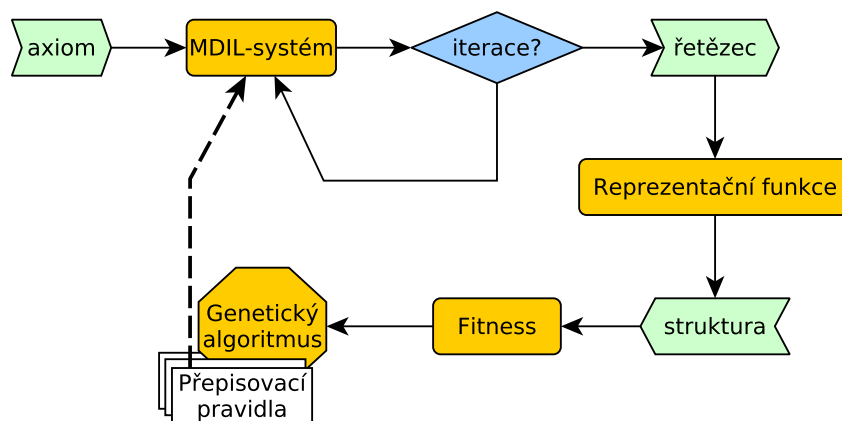 axiom
MDIL-systém
iterace?
řetězec
Reprezentační funkce
Genetický
algoritmus
Fitness
struktura
Přepisovací
pravidla